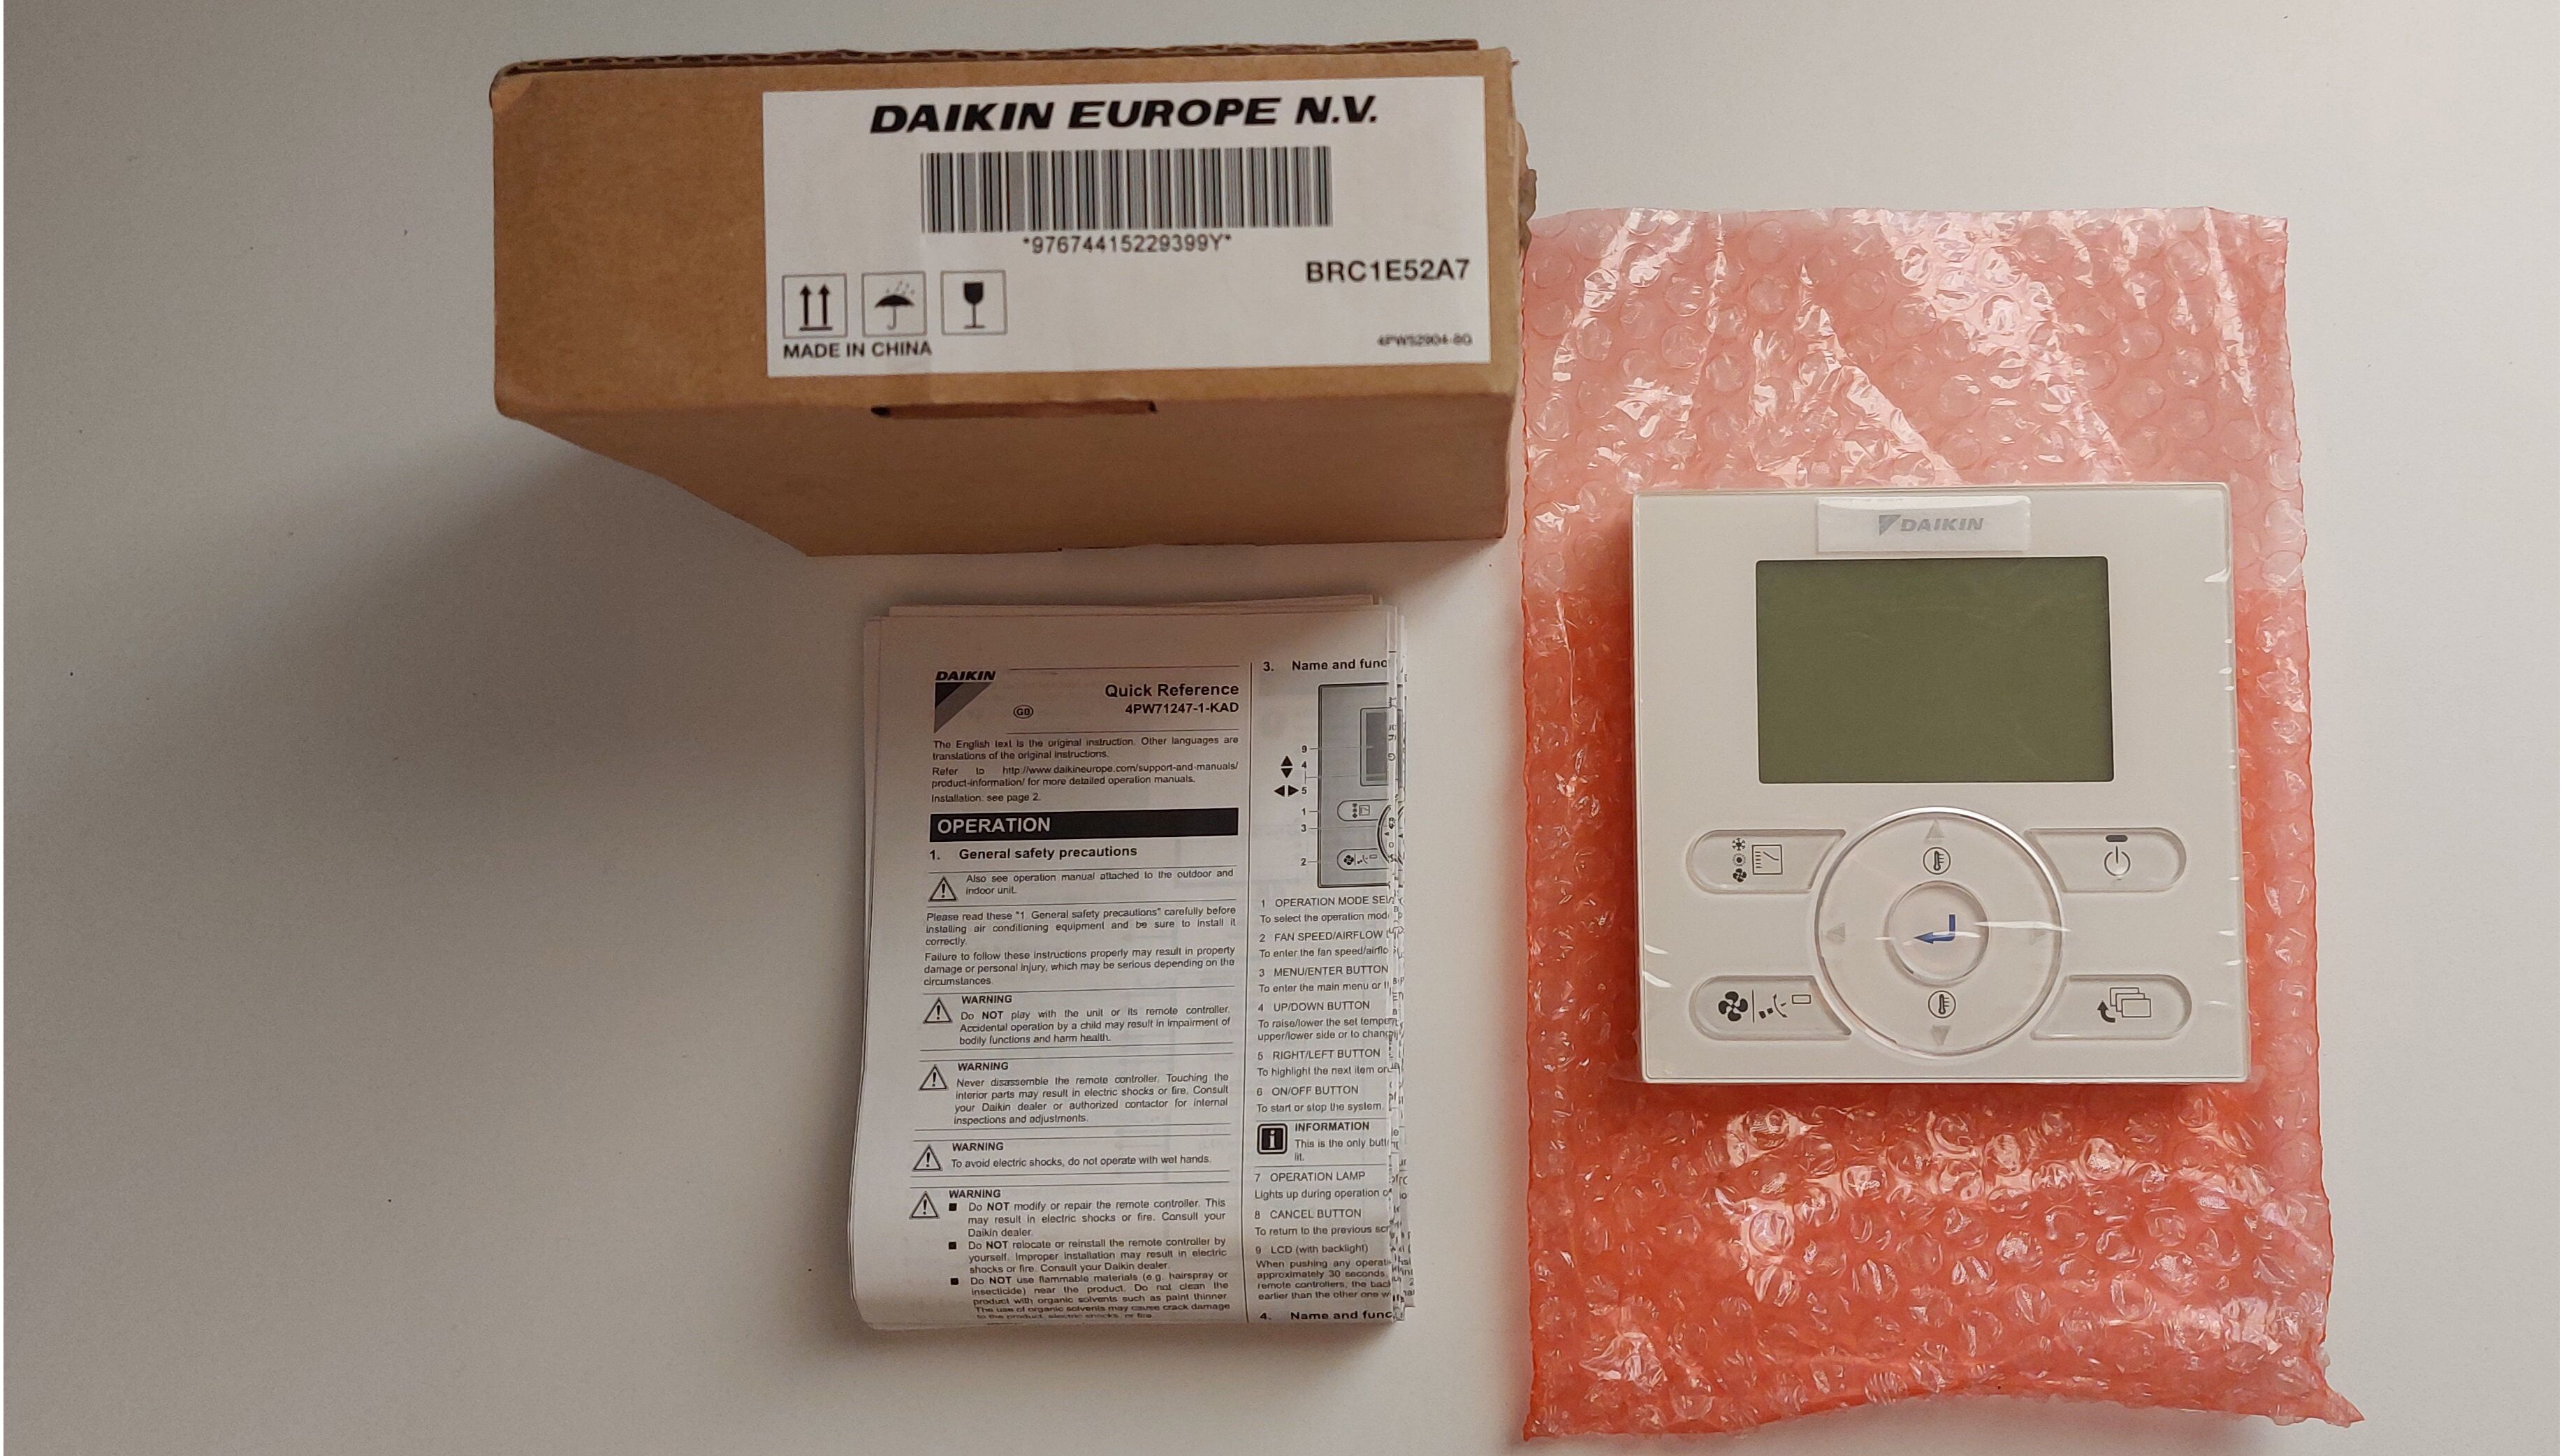 DAIKIN EUROPE N.V.
*97674415229399Y*
BRC1E52A7
MADE IN CHINA
4PW52904-8G
DAIKIN
DAIKIN
Quick Reference
GB
4PW71247-1-KAD
The English text is the original instruction. Other languages are
translations of the original instructions.
Refer to http://www.daikineurope.com/support-and-manuals/
product-information/ for more detailed operation manuals.
Installation: see page 2.
OPERATION
1. General safety precautions
Also see operation manual attached to the outdoor and
indoor unit.
Please read these "1. General safety precautions" carefully before
installing air conditioning equipment and be sure to install it
correctly.
Failure to follow these instructions properly may result in property
damage or personal injury, which may be serious depending on the
circumstances.
WARNING
Do NOT play with the unit or its remote controller.
Accidental operation by a child may result in impairment of
bodily functions and harm health.
WARNING
Never disassemble the remote controller. Touching the
interior parts may result in electric shocks or fire. Consult
your Daikin dealer or authorized contactor for internal
inspections and adjustments.
WARNING
To avoid electric shocks, do not operate with wet hands.
WARNING
Do NOT modify or repair the remote controller. This
may result in electric shocks or fire. Consult your
Daikin dealer.
Do NOT relocate or reinstall the remote controller by
yourself. Improper installation may result in electric
shocks or fire. Consult your Daikin dealer.
Do NOT use flammable materials (e.g. hairspray or
insecticide) near the product. Do not clean the
product with organic solvents such as paint thinner.
The use of organic solvents may cause crack damage
to the product, electric shocks, or fire.
3. Name and func
9
4
5
1
3
2
1 OPERATION MODE
To select the operation
2 FAN SPEED/AIRFLOW
To enter the fan
3 MENU/ENTER BUTTON
To enter the main menu or
4 UP/DOWN BUTTON
To raise/lower the set
upper/lower side or to
5 RIGHT/LEFT BUTTON
To highlight the next item
6 ON/OFF BUTTON
To start or stop the system.
INFORMATION
This is the only
lit.
7 OPERATION LAMP
Lights up during operation
8 CANCEL BUTTON
To return to the previous
9 LCD (with backlight)
When pushing any
approximately 30 seconds.
remote controllers, the
earlier than the other one
4. Name and func